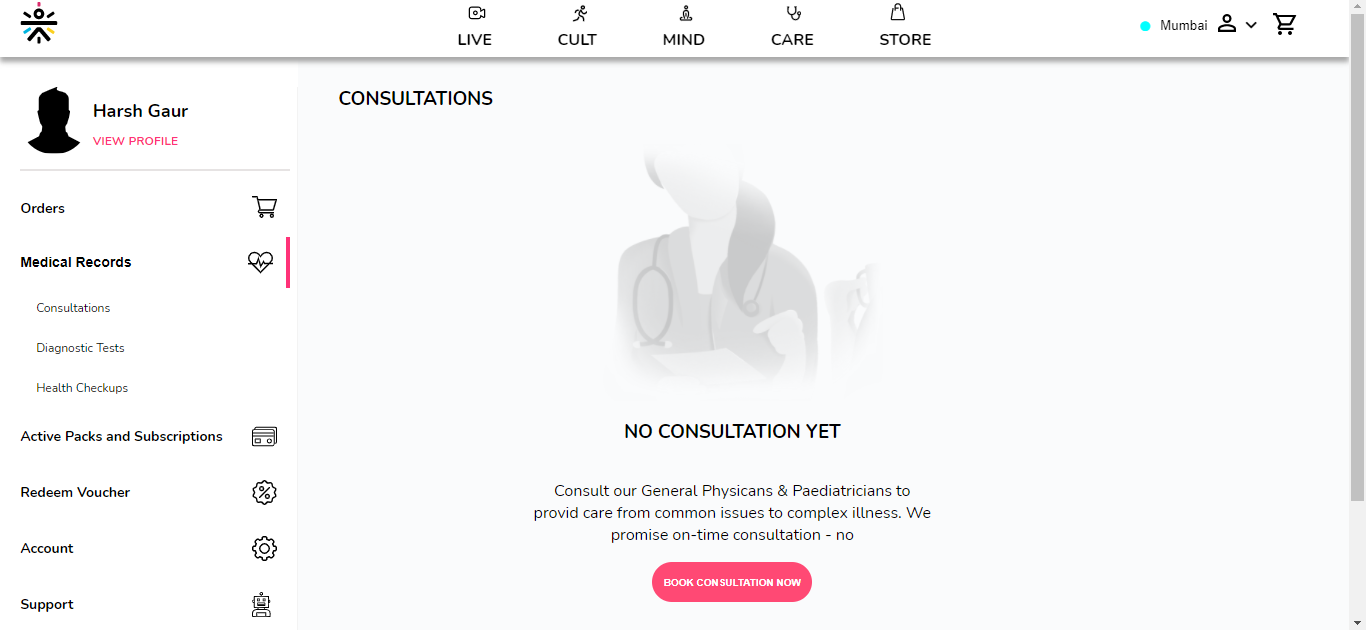 LIVE
CULT
MIND
CARE
STORE
Mumbai
Harsh Gaur
VIEW PROFILE
Orders
Medical Records
Consultations
Diagnostic Tests
Health Checkups
Active Packs and Subscriptions
Redeem Voucher
Account
Support
CONSULTATIONS
NO CONSULTATION YET
Consult our General Physicans & Paediatricians to
provid care from common issues to complex illness. We
promise on-time consultation - no
BOOK CONSULTATION NOW